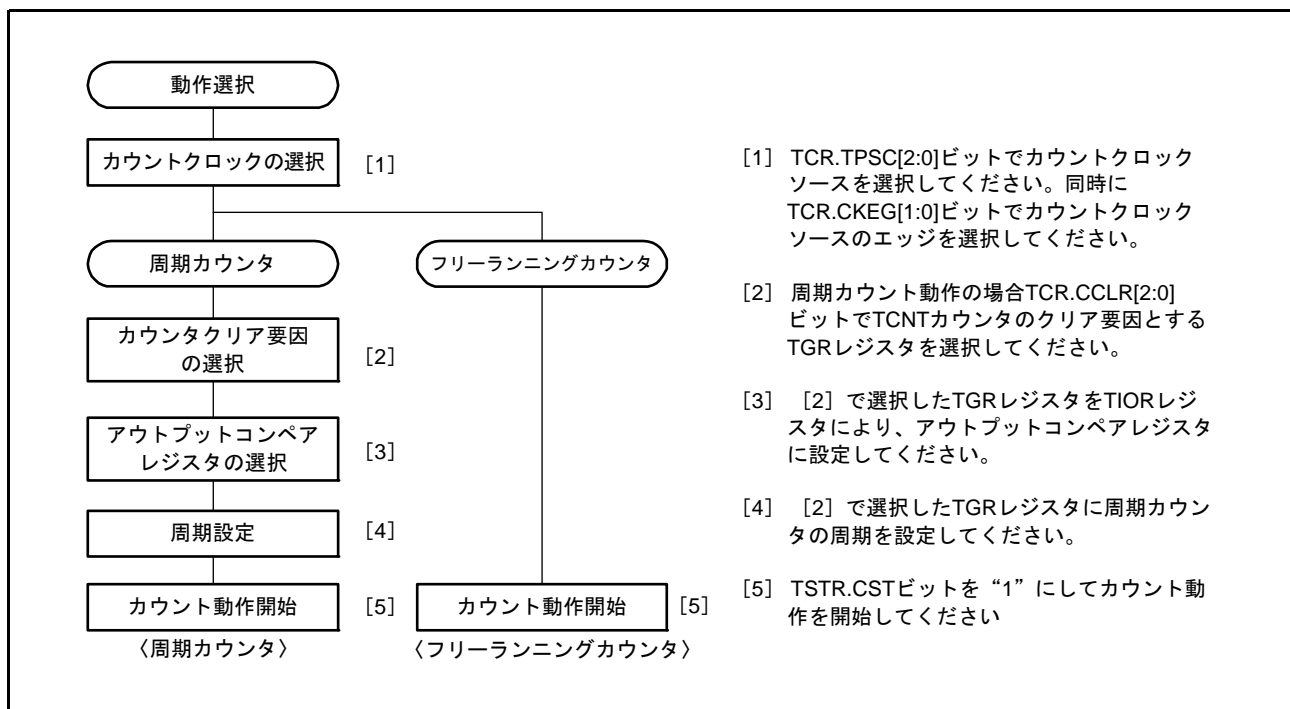 動作選択
カウントクロックの選択 [1]
周期カウンタ フリーランニングカウンタ
カウンタクリア要因
の選択 [2]
アウトプットコンペア
レジスタの選択 [3]
周期設定 [4]
カウント動作開始 [5] カウント動作開始 [5]
〈周期カウンタ〉 〈フリーランニングカウンタ〉
[1] TCR.TPSC[2:0]ビットでカウントクロック
ソースを選択してください。同時に
TCR.CKEG[1:0]ビットでカウントクロック
ソースのエッジを選択してください。
[2] 周期カウント動作の場合TCR.CCLR[2:0]
ビットでTCNTカウンタのクリア要因とする
TGRレジスタを選択してください。
[3] [2]で選択したTGRレジスタをTIORレジ
スタにより、アウトプットコンペアレジスタ
に設定してください。
[4] [2]で選択したTGRレジスタに周期カウン
タの周期を設定してください。
[5] TSTR.CSTビットを“1”にしてカウント動
作を開始してください